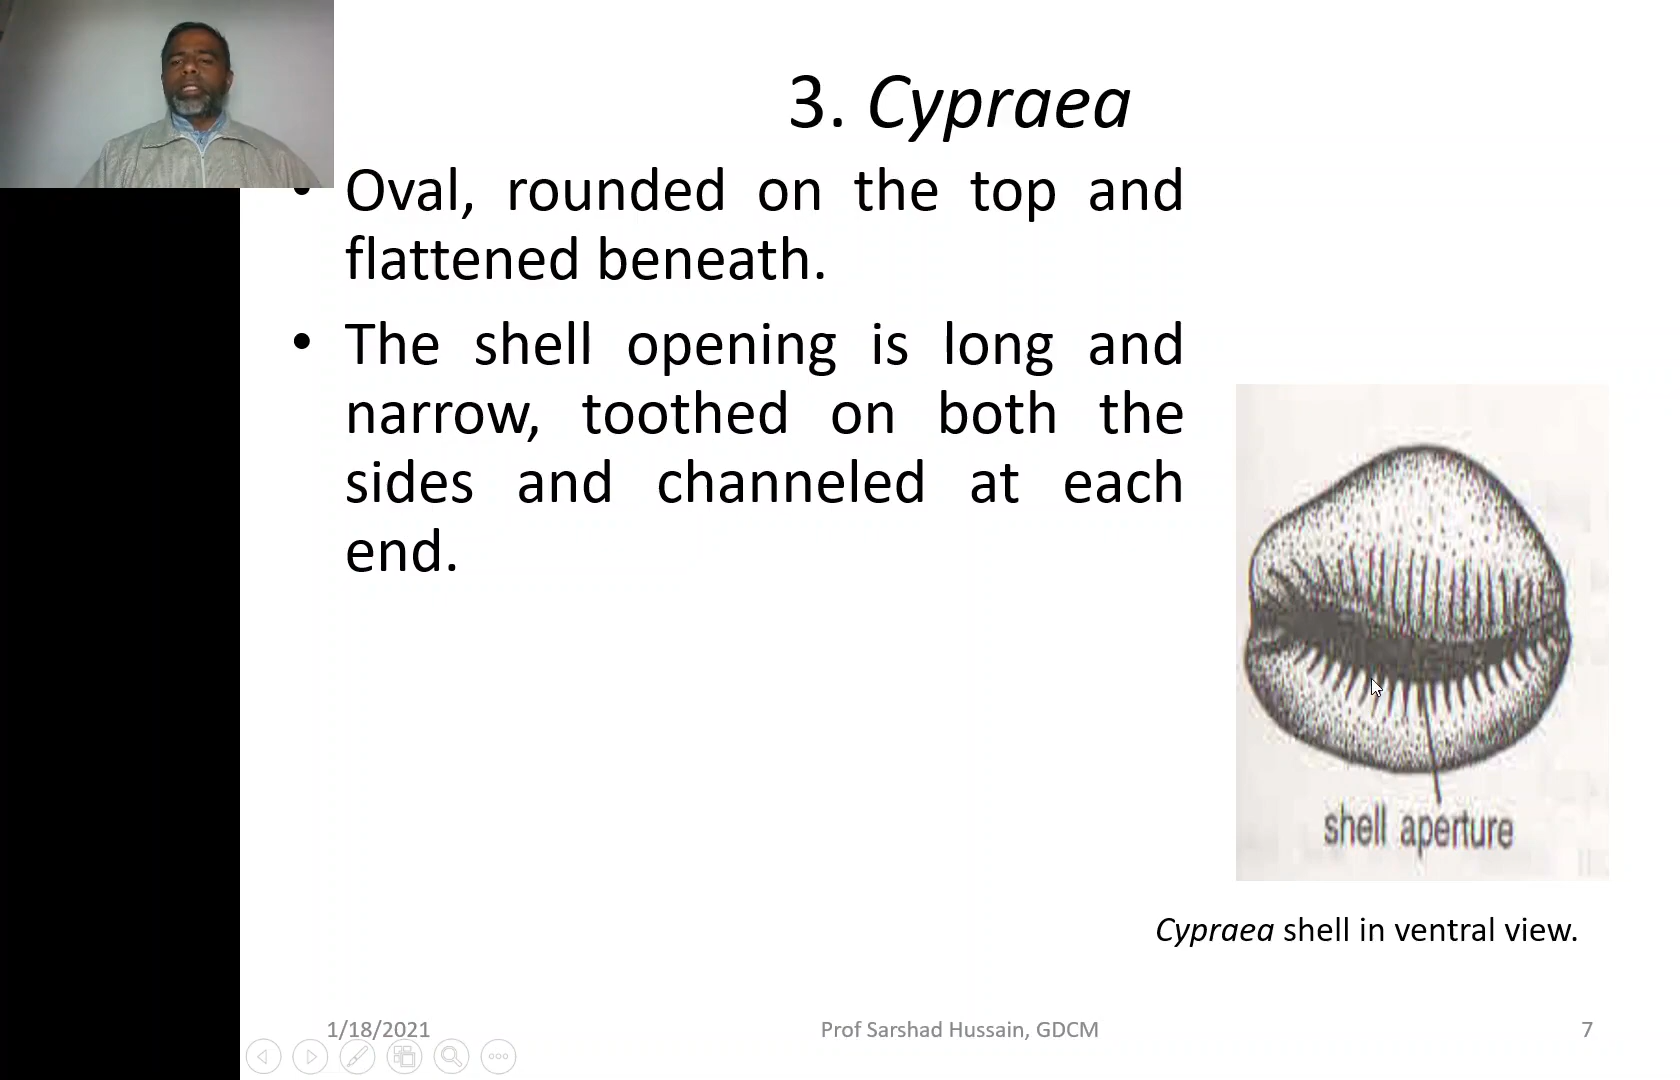 3. Cypraea
• Oval, rounded on the top and
flattened beneath.
• The shell opening is long and
narrow, toothed on both the
sides and channeled at each
end.
shell aperture
Cypraea shell in ventral view.
1/18/2021
Prof Sarshad Hussain, GDCM
7